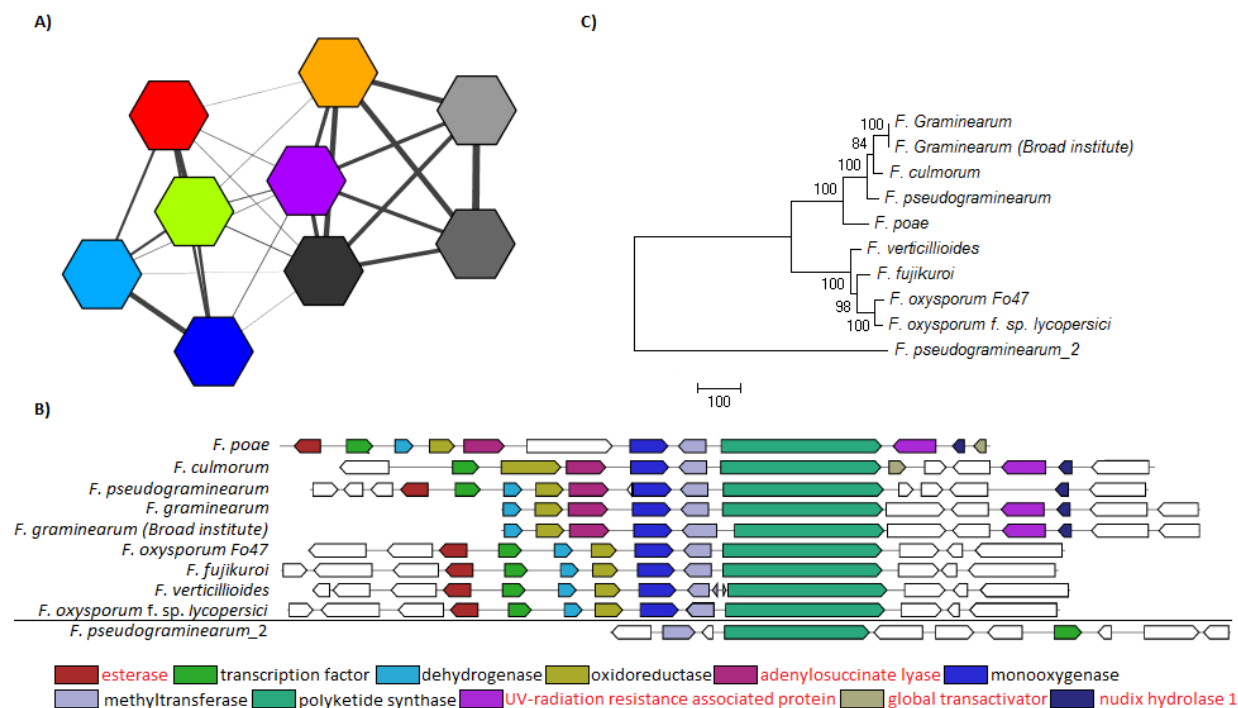 A)
C)
F. Graminearum
100
F. Graminearum (Broad institute)
84
100
F. culmorum
100
F. pseudograminearum
F. poae
F. verticillioides
100
F. fujikuroi
98
F. oxysporum Fo47
100
F. oxysporum f. sp. lycopersici
F. pseudograminearum_2
100
B)
F. poae
F. culmorum
F. pseudograminearum
F. graminearum
F. graminearum (Broad institute)
F. oxysporum Fo47
F. fujikuroi
F. verticillioides
F. oxysporum f. sp. lycopersici
F. pseudograminearum_2
esterase transcription factor dehydrogenase oxidoreductase adenylosuccinate lyase monooxygenase
methyltransferase polyketide synthase UV-radiation resistance associated protein global transactivator nudix hydrolase 1